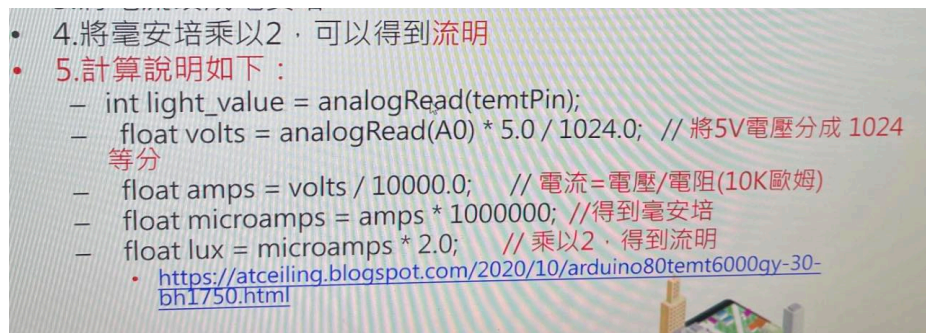 • 4.將毫安培乘以2，可以得到流明
• 5.計算說明如下：
– int light_value = analogRead(temtPin);
– float volts = analogRead(A0) * 5.0 / 1024.0; // 將5V電壓分成 1024
等分
– float amps = volts / 10000.0; // 電流=電壓/電阻(10K歐姆)
– float microamps = amps * 1000000; //得到毫安培
– float lux = microamps * 2.0; // 乘以2，得到流明
• https://atceiling.blogspot.com/2020/10/arduino80temt6000gy-30-
bh1750.html